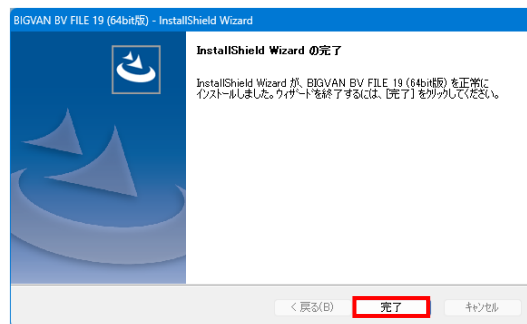 BIGVAN BV FILE 19 (64bit版) - InstallShield Wizard
InstallShield Wizard の完了
InstallShield Wizard が、BIGVAN BV FILE 19 (64bit版) を正常に
インストールしました。ウィザードを終了するには、[完了] をクリックしてください。
< 戻る(B)
完了
キャンセル